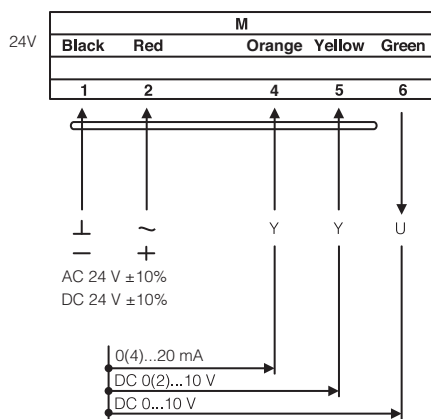 M
24V Black Red Orange Yellow Green
1 2 4 5 6
⊥ ~ Y Y U
− +
AC 24 V ±10%
DC 24 V ±10%
0(4)...20 mA
DC 0(2)...10 V
DC 0...10 V